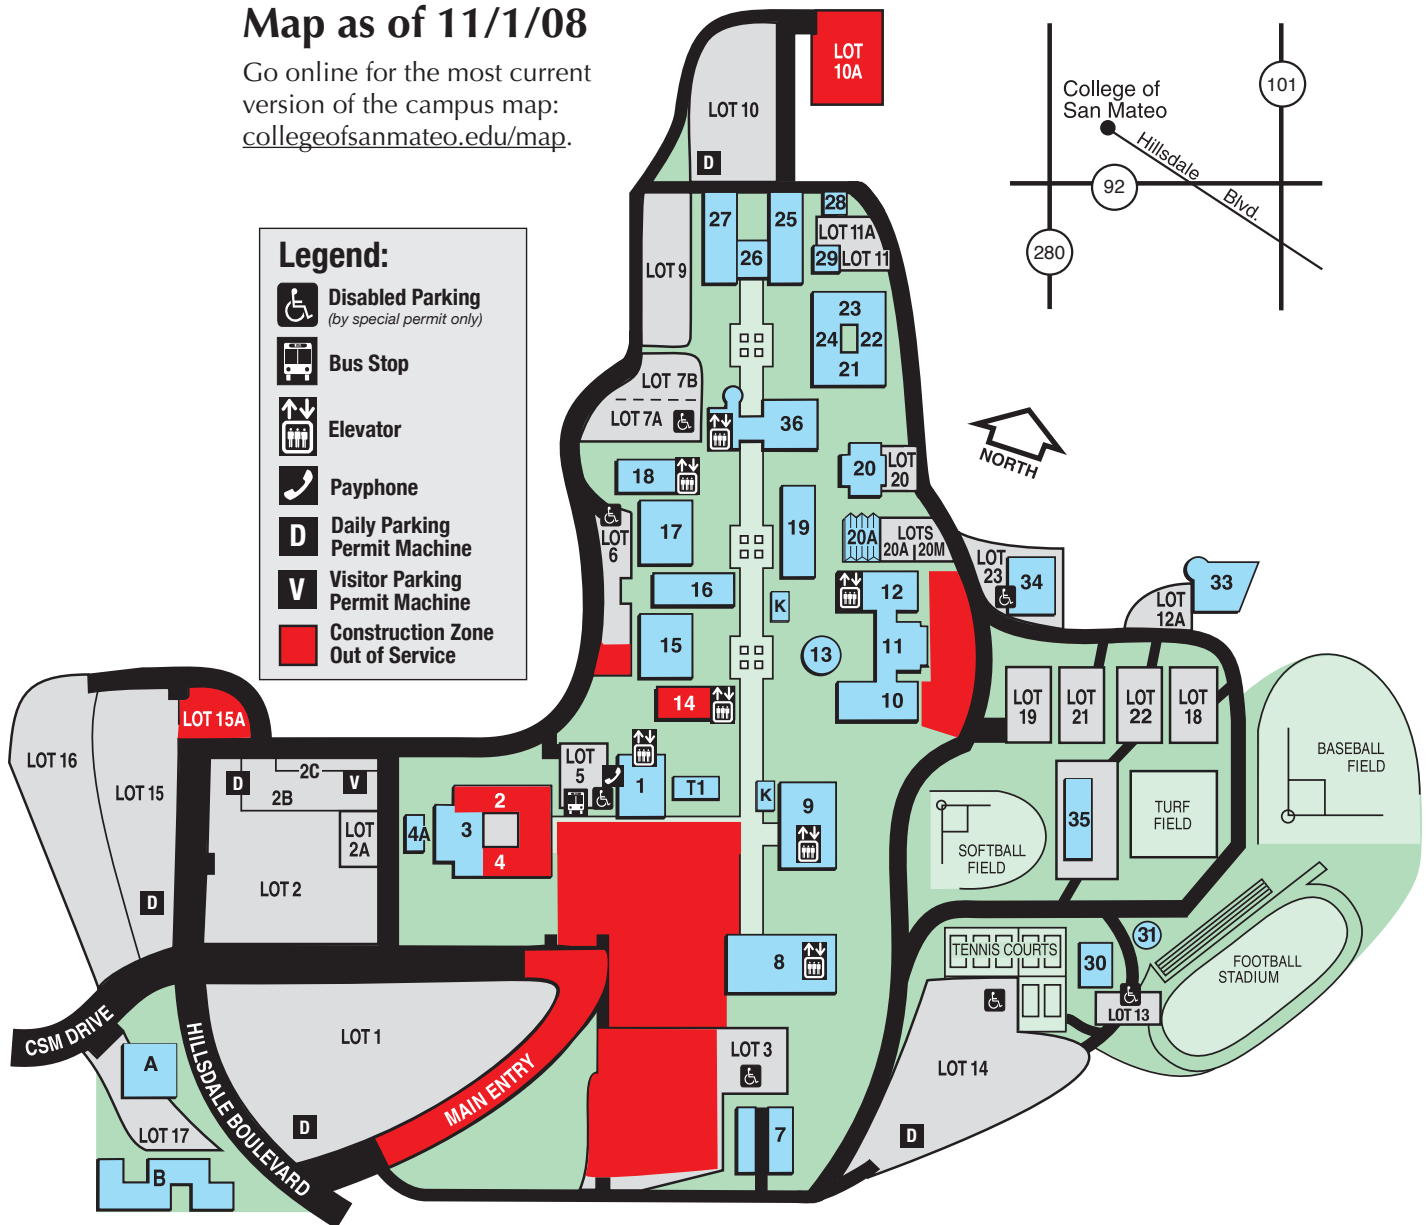 Map as of 11/1/08
Go online for the most current
version of the campus map:
collegeofsanmateo.edu/map.
LOT
10A
LOT 10
D
College of
San Mateo
101
Hillsdale
Blvd.
92
280
Legend:
Disabled Parking
(by special permit only)
Bus Stop
Elevator
Payphone
D
Daily Parking
Permit Machine
V
Visitor Parking
Permit Machine
Construction Zone
Out of Service
27
25
28
26
LOT 11A
29
LOT 11
LOT 9
23
24
22
21
LOT 7B
LOT 7A
36
NORTH
18
20
LOT
20
LOT
6
17
19
20A
LOTS
20A
20M
LOT
23
34
33
LOT
12A
16
K
12
15
13
11
14
10
LOT
19
LOT
21
LOT
22
LOT
18
LOT 15A
LOT 16
LOT 15
D
2C
V
2B
LOT
2A
LOT 2
D
LOT
5
1
T1
K
9
2
3
4
4A
35
TURF
FIELD
BASEBALL
FIELD
SOFTBALL
FIELD
8
TENNIS COURTS
30
31
FOOTBALL
STADIUM
LOT 13
CSM DRIVE
HILLSDALE BOULEVARD
LOT 1
MAIN ENTRY
D
LOT 3
LOT 14
D
A
LOT 17
B
7